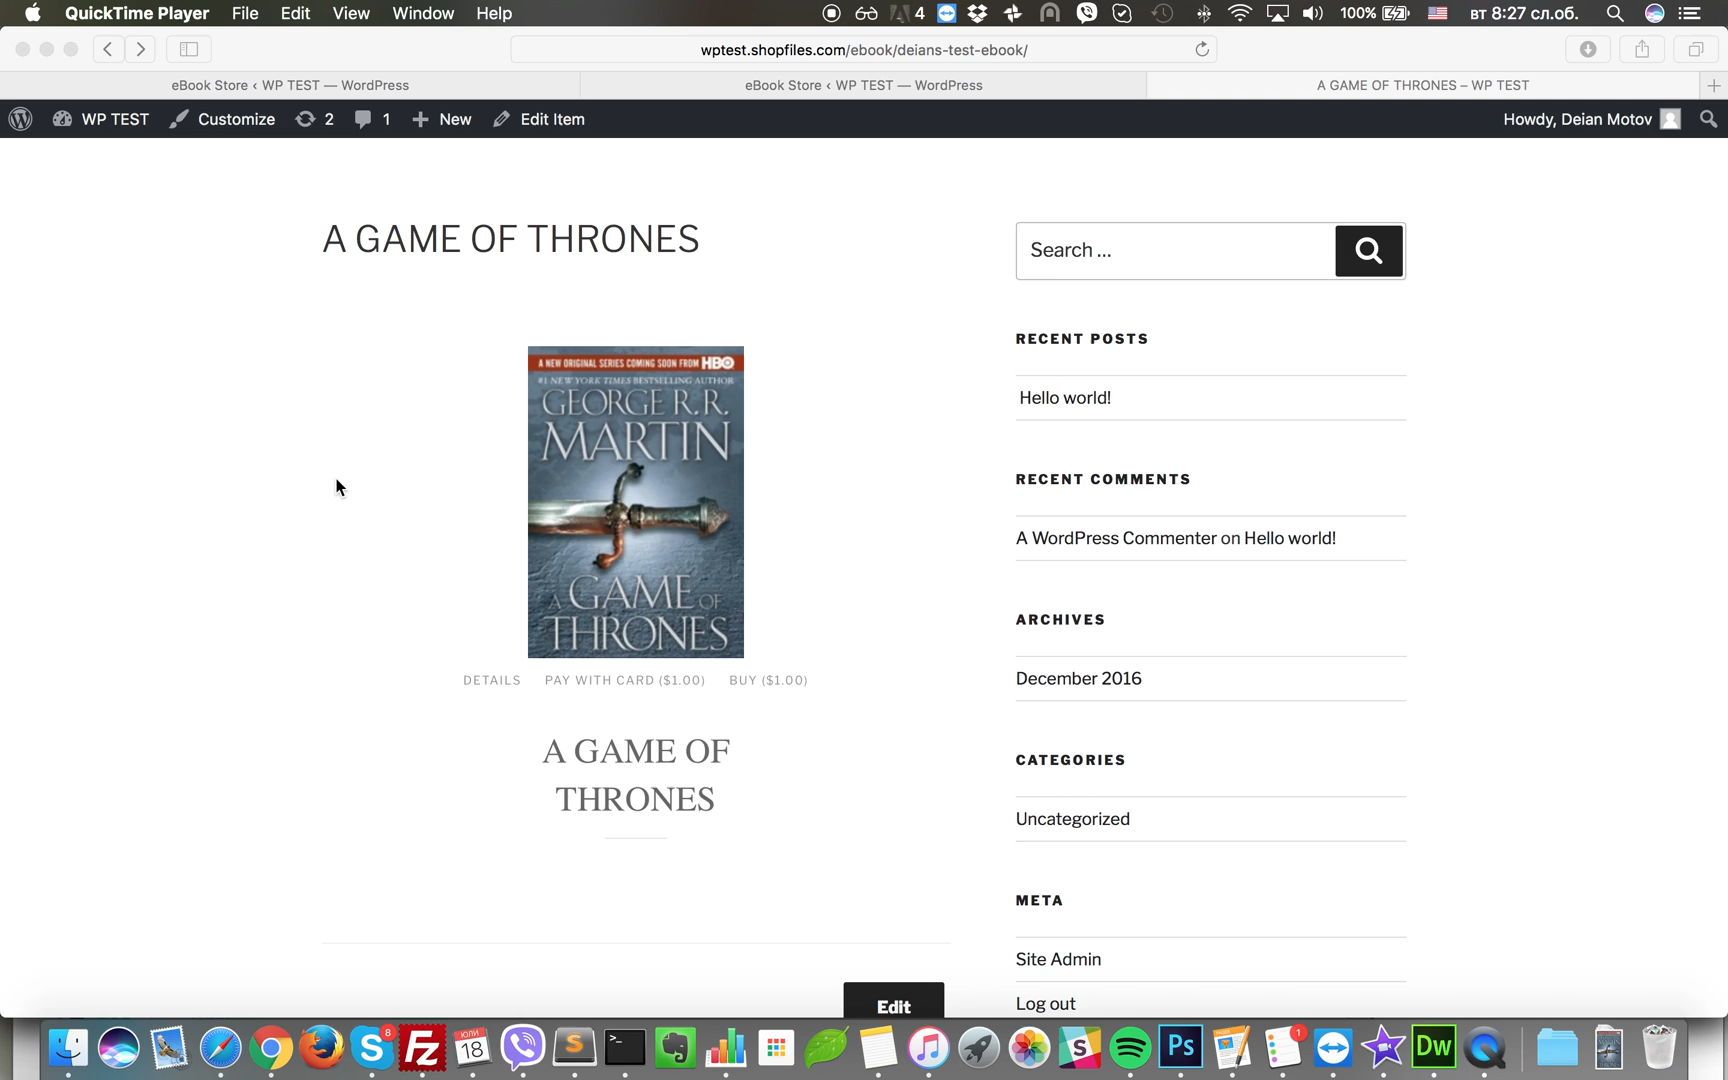 QuickTime Player File Edit View Window Help 4 100% вт 8:27 сл.об.
wptest.shopfiles.com/ebook/deians-test-ebook/
eBook Store ‹ WP TEST — WordPress
eBook Store ‹ WP TEST — WordPress
A GAME OF THRONES – WP TEST
WP TEST Customize 2 1 New Edit Item Howdy, Deian Motov
A GAME OF THRONES
A NEW ORIGINAL SERIES COMING SOON FROM HBO
#1 NEW YORK TIMES BESTSELLING AUTHOR
GEORGE R.R.
MARTIN
A GAME OF
THRONES
DETAILS PAY WITH CARD ($1.00) BUY ($1.00)
A GAME OF
THRONES
Edit
Search ...
RECENT POSTS
Hello world!
RECENT COMMENTS
A WordPress Commenter on Hello world!
ARCHIVES
December 2016
CATEGORIES
Uncategorized
META
Site Admin
Log out
8
Fz
ЮЛИ
18
S
>_
S
Ps
1
Dw